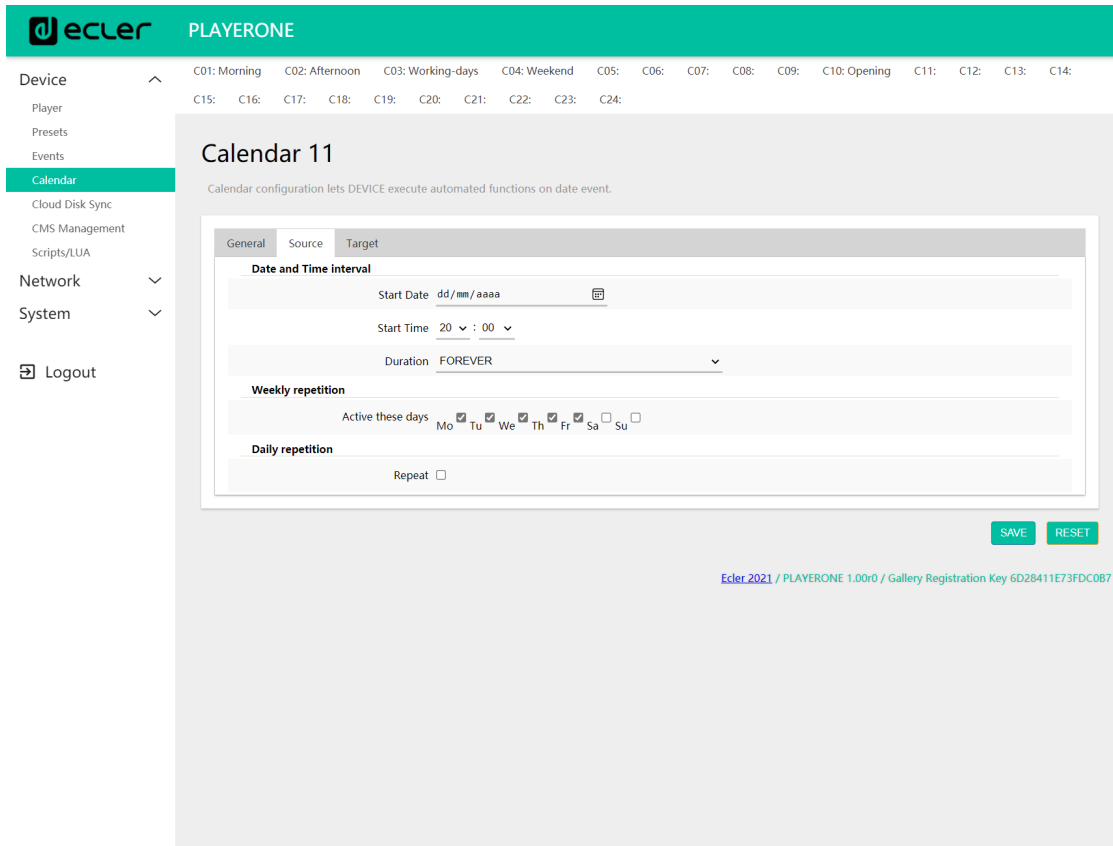 ecler
PLAYERONE
Device
Player
Presets
Events
Calendar
Cloud Disk Sync
CMS Management
Scripts/LUA
Network
System
Logout
C01: Morning C02: Afternoon C03: Working-days C04: Weekend C05: C06: C07: C08: C09: C10: Opening C11: C12: C13: C14:
C15: C16: C17: C18: C19: C20: C21: C22: C23: C24:
Calendar 11
Calendar configuration lets DEVICE execute automated functions on date event.
General Source Target
Date and Time interval
Start Date dd/mm/aaaa
Start Time 20 : 00
Duration FOREVER
Weekly repetition
Active these days Mo Tu We Th Fr Sa Su
Daily repetition
Repeat
SAVE RESET
Ecler 2021 / PLAYERONE 1.00r0 / Gallery Registration Key 6D28411E73FDC0B7